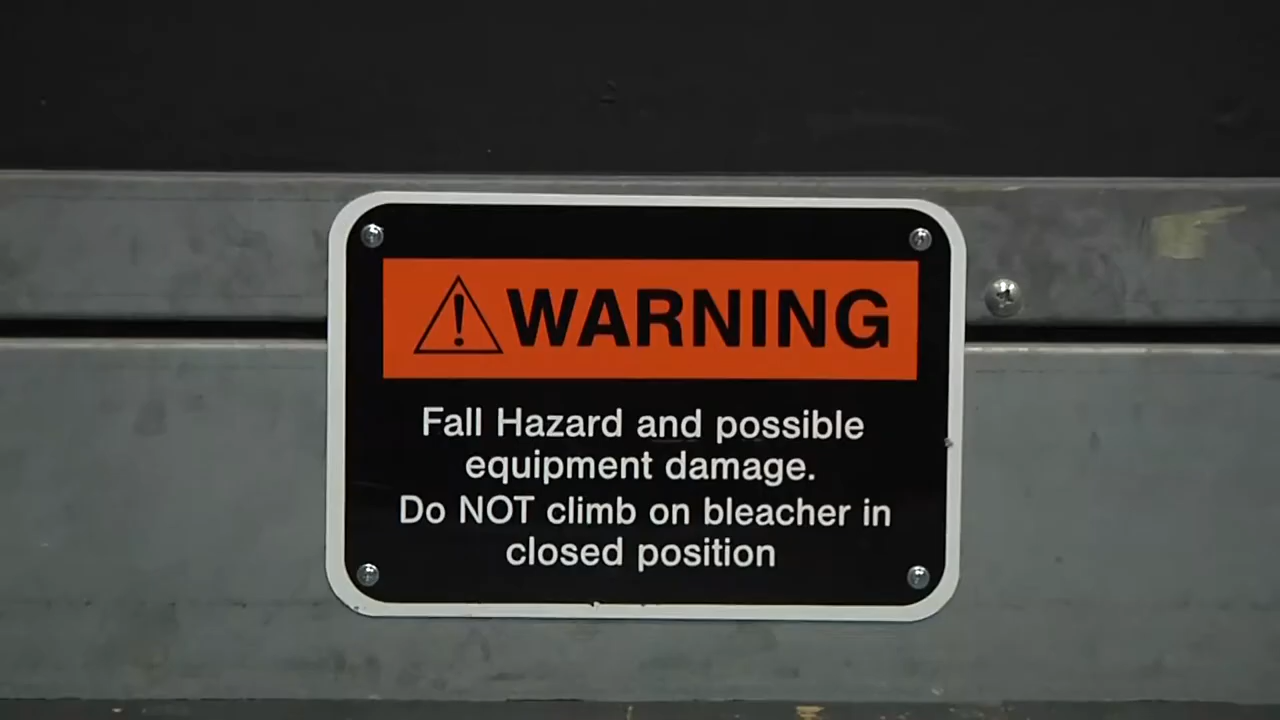 WARNING
Fall Hazard and possible
equipment damage.
Do NOT climb on bleacher in
closed position